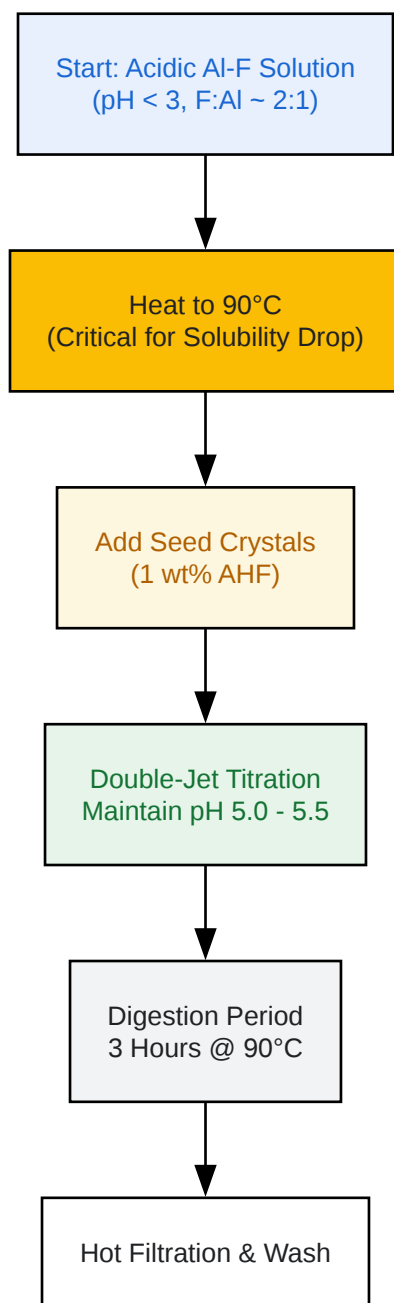 Start: Acidic Al-F Solution
(pH < 3, F:Al ~ 2:1)
Heat to 90°C
(Critical for Solubility Drop)
Add Seed Crystals
(1 wt% AHF)
Double-Jet Titration
Maintain pH 5.0 - 5.5
Digestion Period
3 Hours @ 90°C
Hot Filtration & Wash